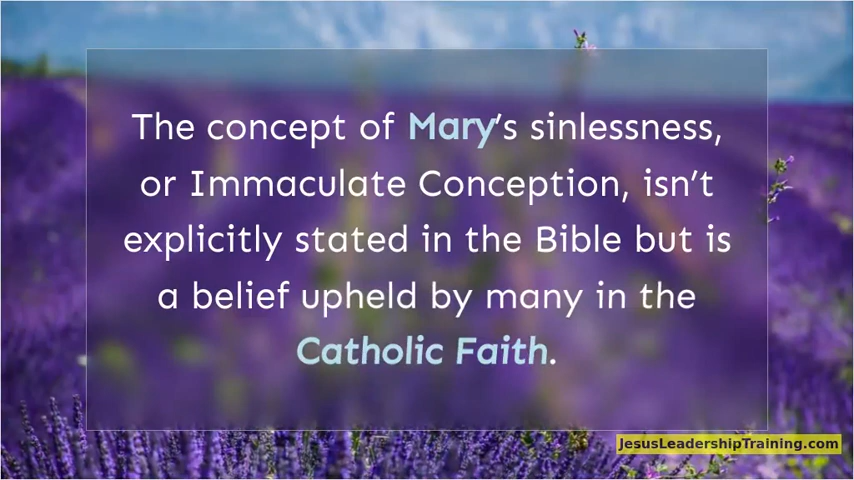 The concept of Mary’s sinlessness,
or Immaculate Conception, isn’t
explicitly stated in the Bible but is
a belief upheld by many in the
Catholic Faith.
JesusLeadershipTraining.com